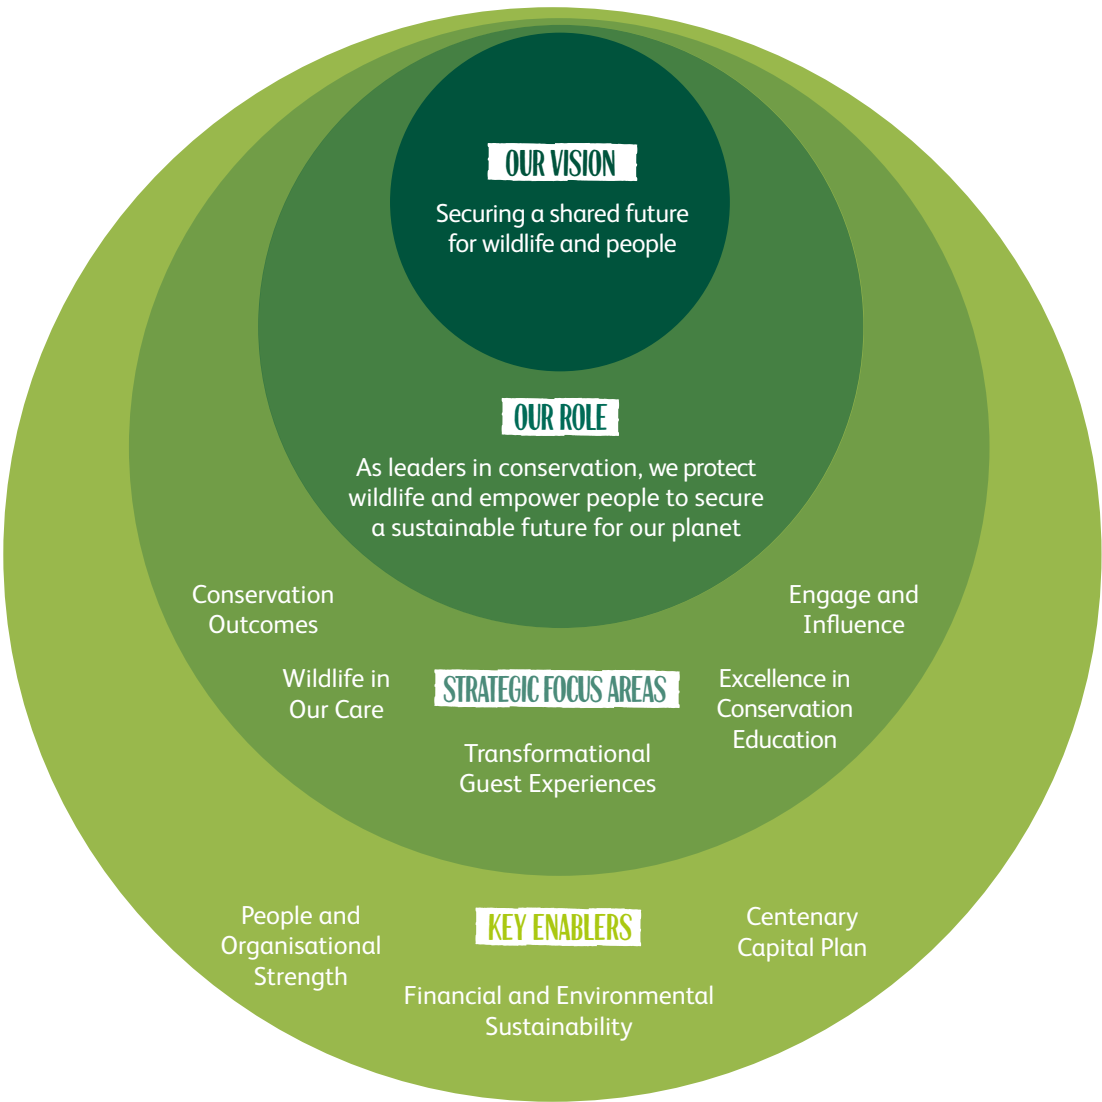 OUR VISION
Securing a shared future
for wildlife and people
OUR ROLE
As leaders in conservation, we protect
wildlife and empower people to secure
a sustainable future for our planet
Conservation
Outcomes
Engage and
Influence
Wildlife in
Our Care
STRATEGIC FOCUS AREAS
Excellence in
Conservation
Education
Transformational
Guest Experiences
People and
Organisational
Strength
KEY ENABLERS
Centenary
Capital Plan
Financial and Environmental
Sustainability